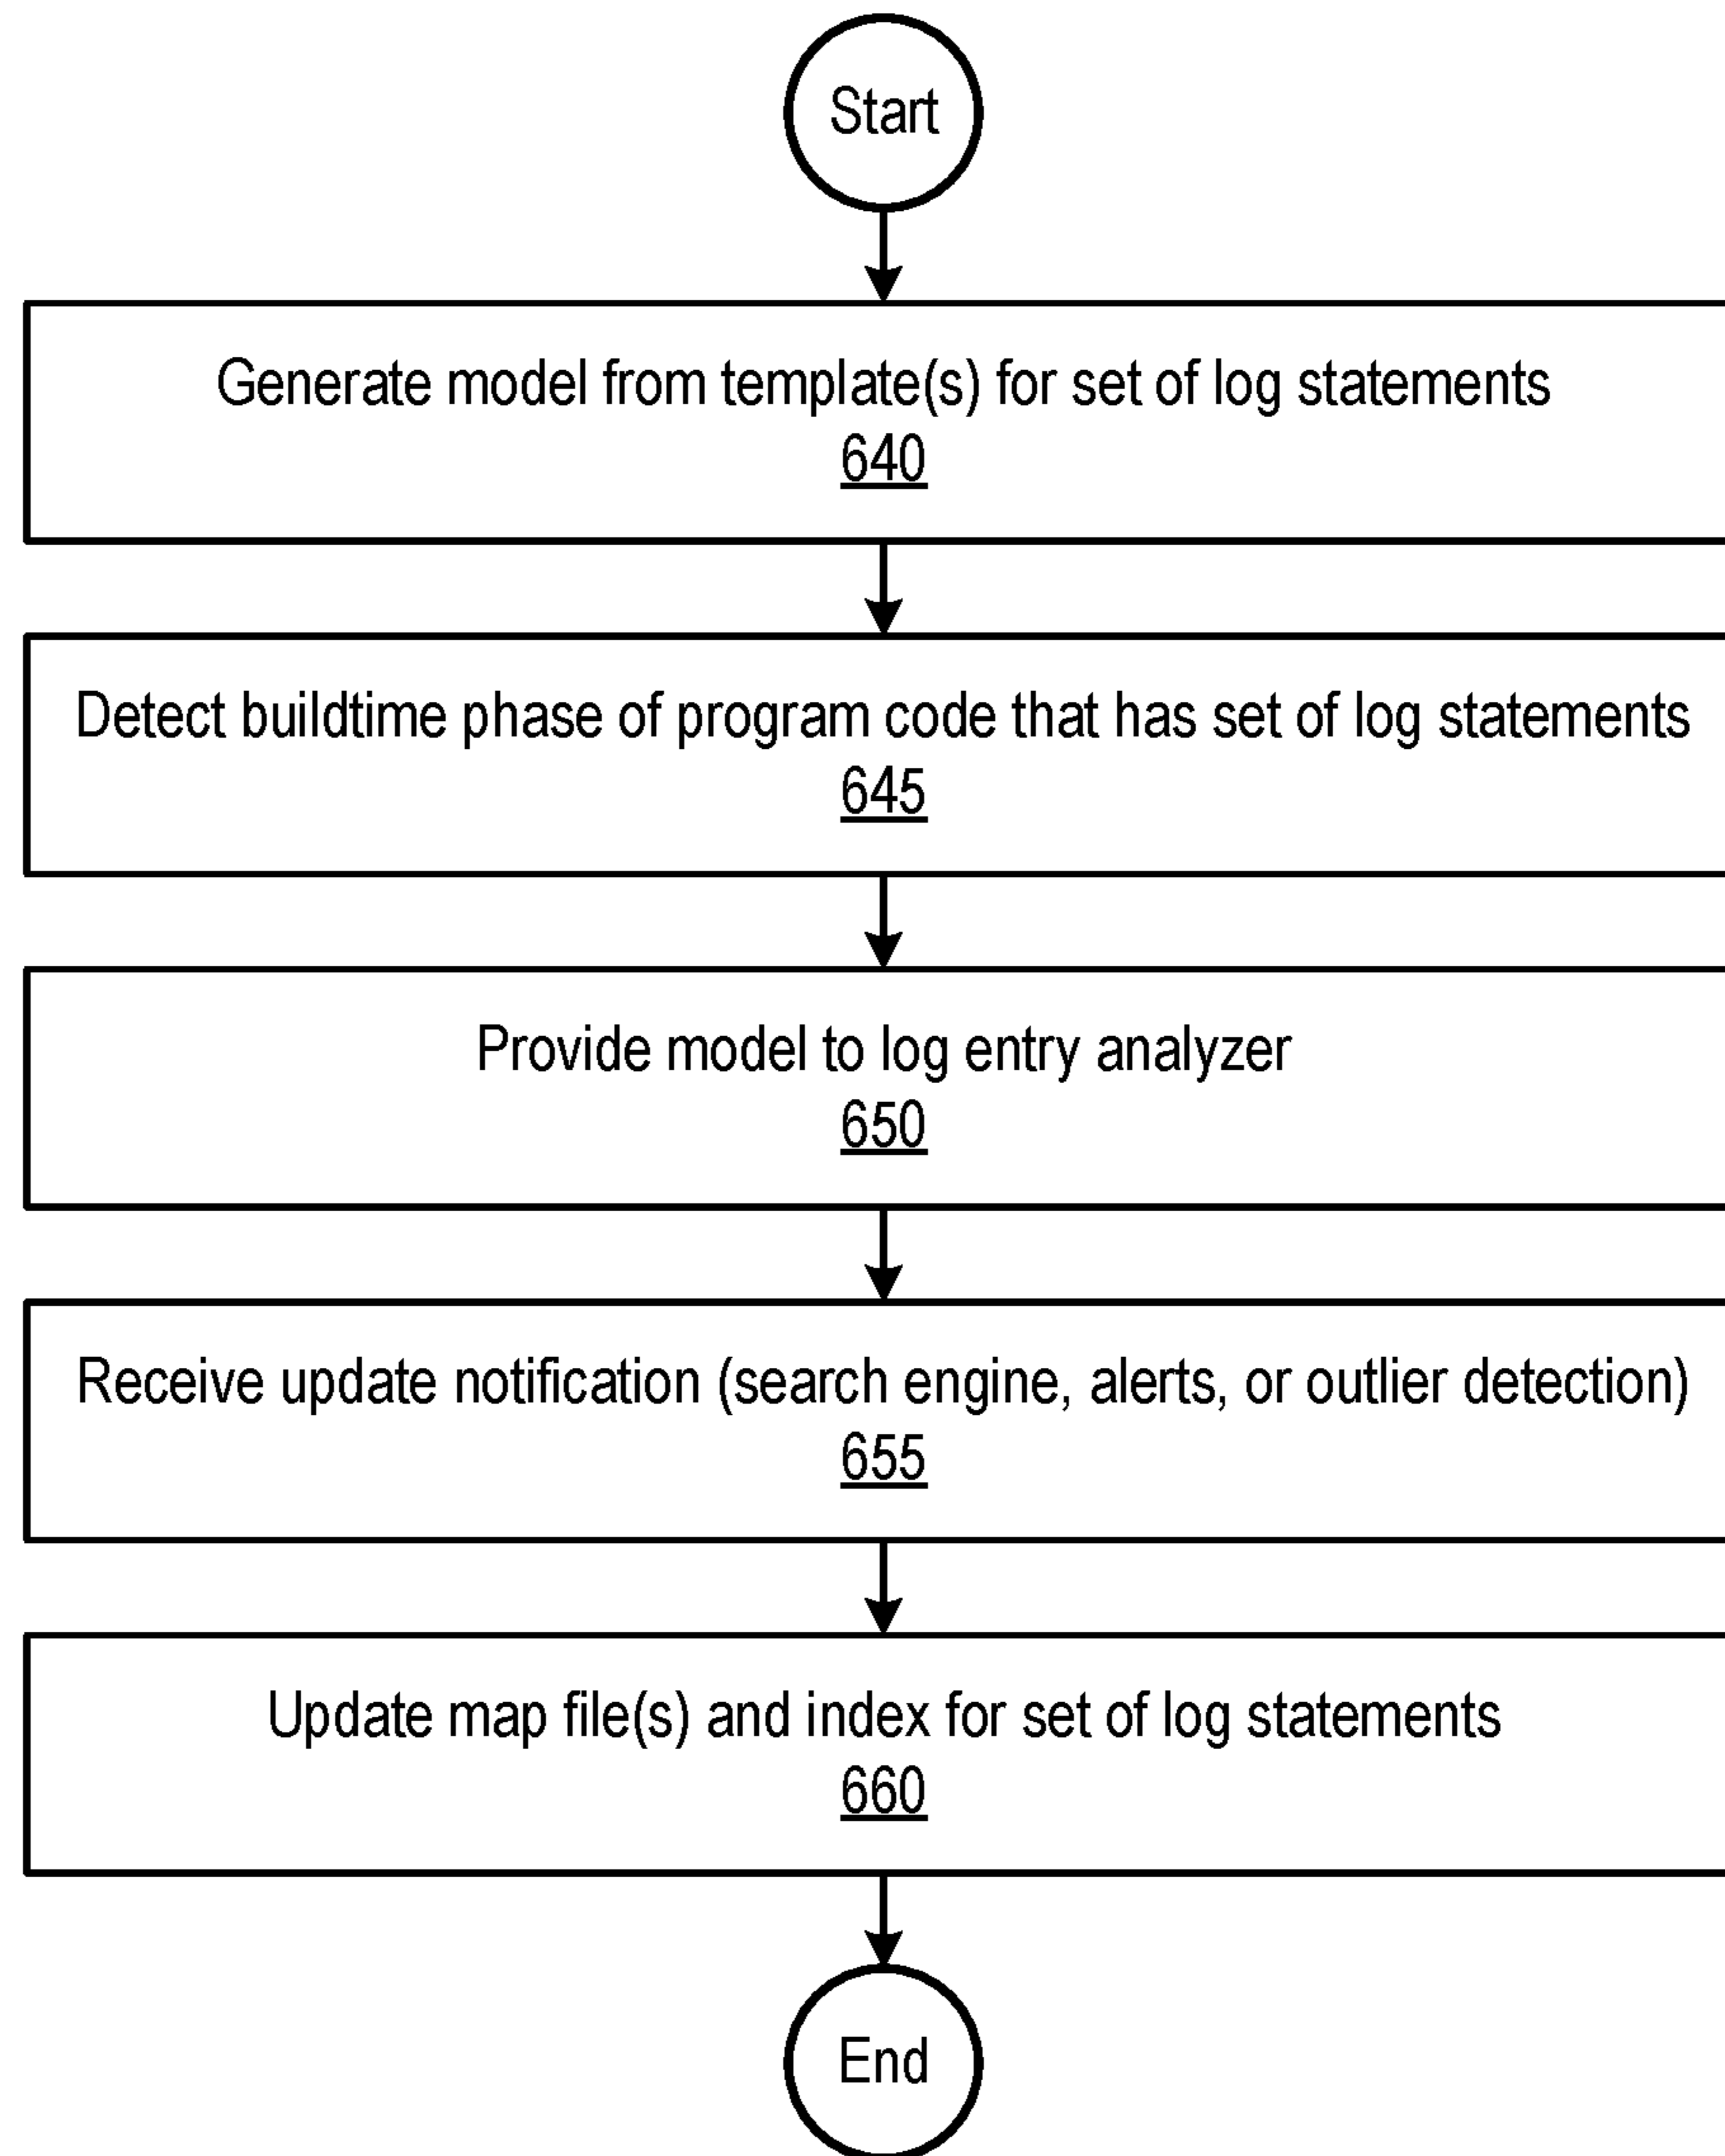 Start
Generate model from template(s) for set of log statements
640
Detect buildtime phase of program code that has set of log statements
645
Provide model to log entry analyzer
650
Receive update notification (search engine, alerts, or outlier detection)
655
Update map file(s) and index for set of log statements
660
End